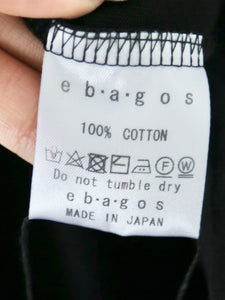 e b·a·g o s
100% COTTON
F W
Do not tumble dry
e b·a·g o s
MADE IN JAPAN